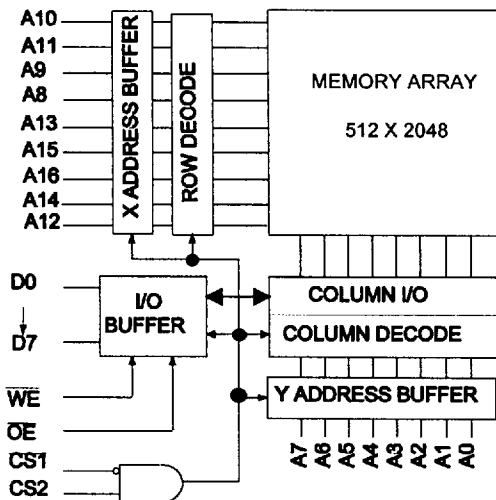 A10
A11
A9
A8
A13
A15
A16
A14
A12
X ADDRESS BUFFER
ROW DECODE
MEMORY ARRAY
512 X 2048
D0
D7
I/O
BUFFER
COLUMN I/O
COLUMN DECODE
Y ADDRESS BUFFER
WE
OE
CS1
CS2
A7
A6
A5
A4
A3
A2
A1
A0